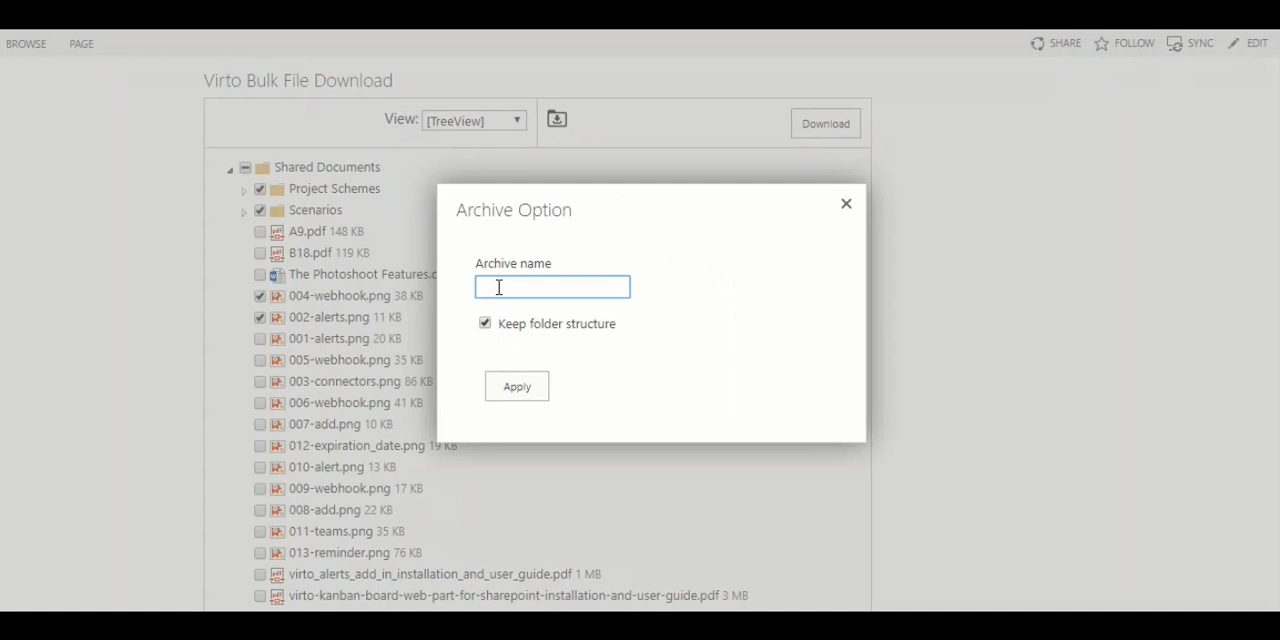 BROWSE PAGE SHARE FOLLOW SYNC EDIT
Virto Bulk File Download
View: [TreeView] Download
Shared Documents
Project Schemes
Scenarios
A9.pdf 148 KB
B18.pdf 119 KB
The Photoshoot Features.
004-webhook.png 38 KB
002-alerts.png 11 KB
001-alerts.png 20 KB
005-webhook.png 35 KB
003-connectors.png 86 KB
006-webhook.png 41 KB
007-add.png 10 KB
012-expiration_date.png 19 KB
010-alert.png 13 KB
009-webhook.png 17 KB
008-add.png 22 KB
011-teams.png 35 KB
013-reminder.png 76 KB
virto_alerts_add_in_installation_and_user_guide.pdf 1 MB
virto-kanban-board-web-part-for-sharepoint-installation-and-user-guide.pdf 3 MB
Archive Option
Archive name
Keep folder structure
Apply